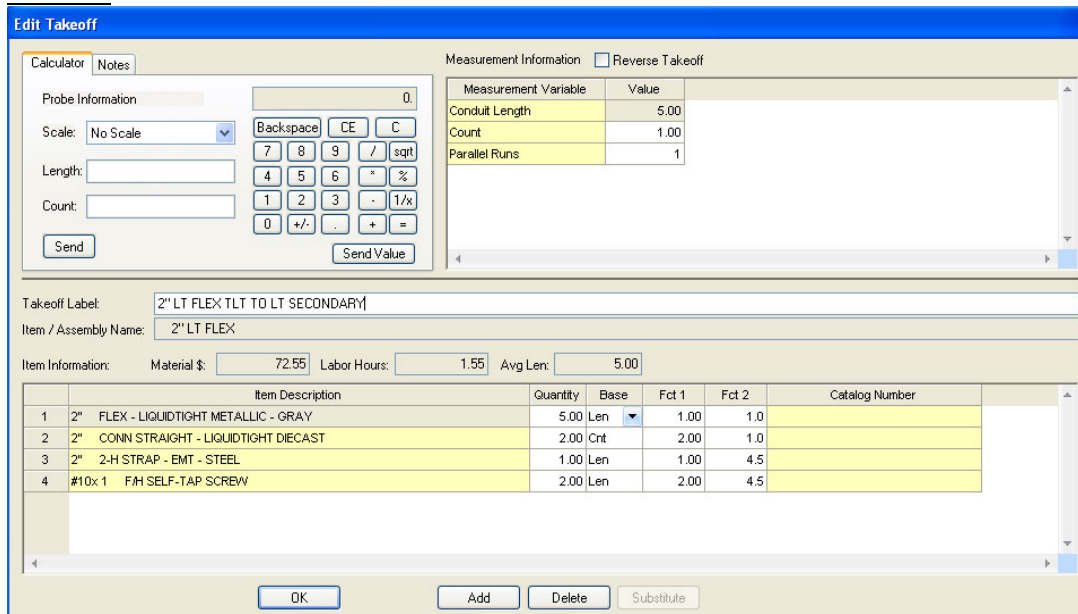 Edit Takeoff
Calculator Notes
Probe Information
0.
Scale: No Scale
Backspace CE C
7 8 9 / sqrt
Length:
4 5 6 * %
Count:
1 2 3 - 1/x
0 +/- . + =
Send
Send Value
Measurement Information Reverse Takeoff
Measurement Variable Value
Conduit Length 5.00
Count 1.00
Parallel Runs 1
Takeoff Label: 2" LT FLEX TLT TO LT SECONDARY
Item / Assembly Name: 2" LT FLEX
Item Information: Material $: 72.55 Labor Hours: 1.55 Avg Len: 5.00
Item Description Quantity Base Fct 1 Fct 2 Catalog Number
1 2" FLEX - LIQUIDTIGHT METALLIC - GRAY 5.00 Len 1.00 1.0
2 2" CONN STRAIGHT - LIQUIDTIGHT DIECAST 2.00 Cnt 2.00 1.0
3 2" 2-H STRAP - EMT - STEEL 1.00 Len 1.00 4.5
4 #10x 1 F/H SELF-TAP SCREW 2.00 Len 2.00 4.5
OK Add Delete Substitute